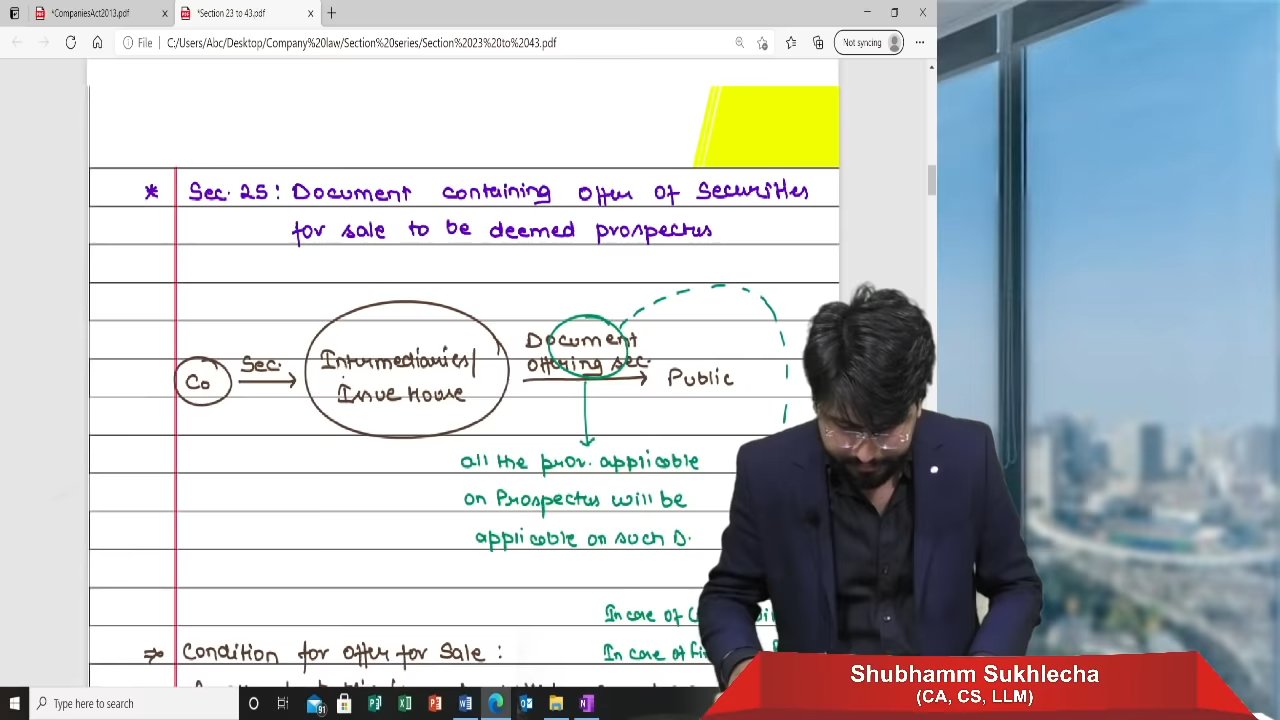 *CompaniesAct2013.pdf
*Section 23 to 43.pdf
File
C:/Users/Abc/Desktop/Company%20law/Section%20series/Section%2023%20to%2043.pdf
Not syncing
* Sec. 25: Document containing offer of Securities
for sale to be deemed prospectus
Co
Sec.
Intermediaries/
Issue House
Document
offering sec.
Public
all the prov. applicable
on Prospectus will be
applicable on such D.
In case of
⇒ Condition for offer for Sale :
In case of
Shubhamm Sukhlecha
(CA, CS, LLM)
Type here to search
91